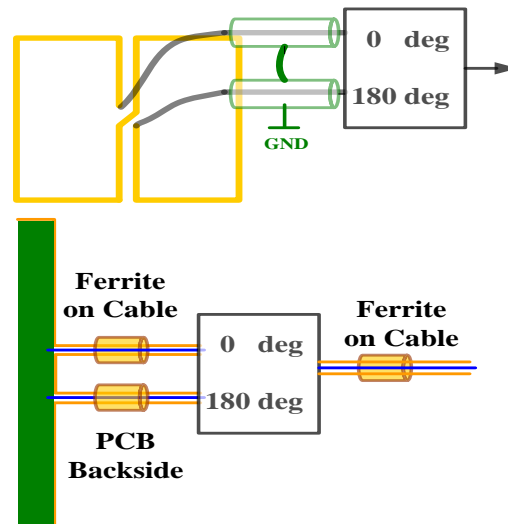 0 deg
180 deg
GND
Ferrite
on Cable
Ferrite
on Cable
0 deg
180 deg
PCB
Backside